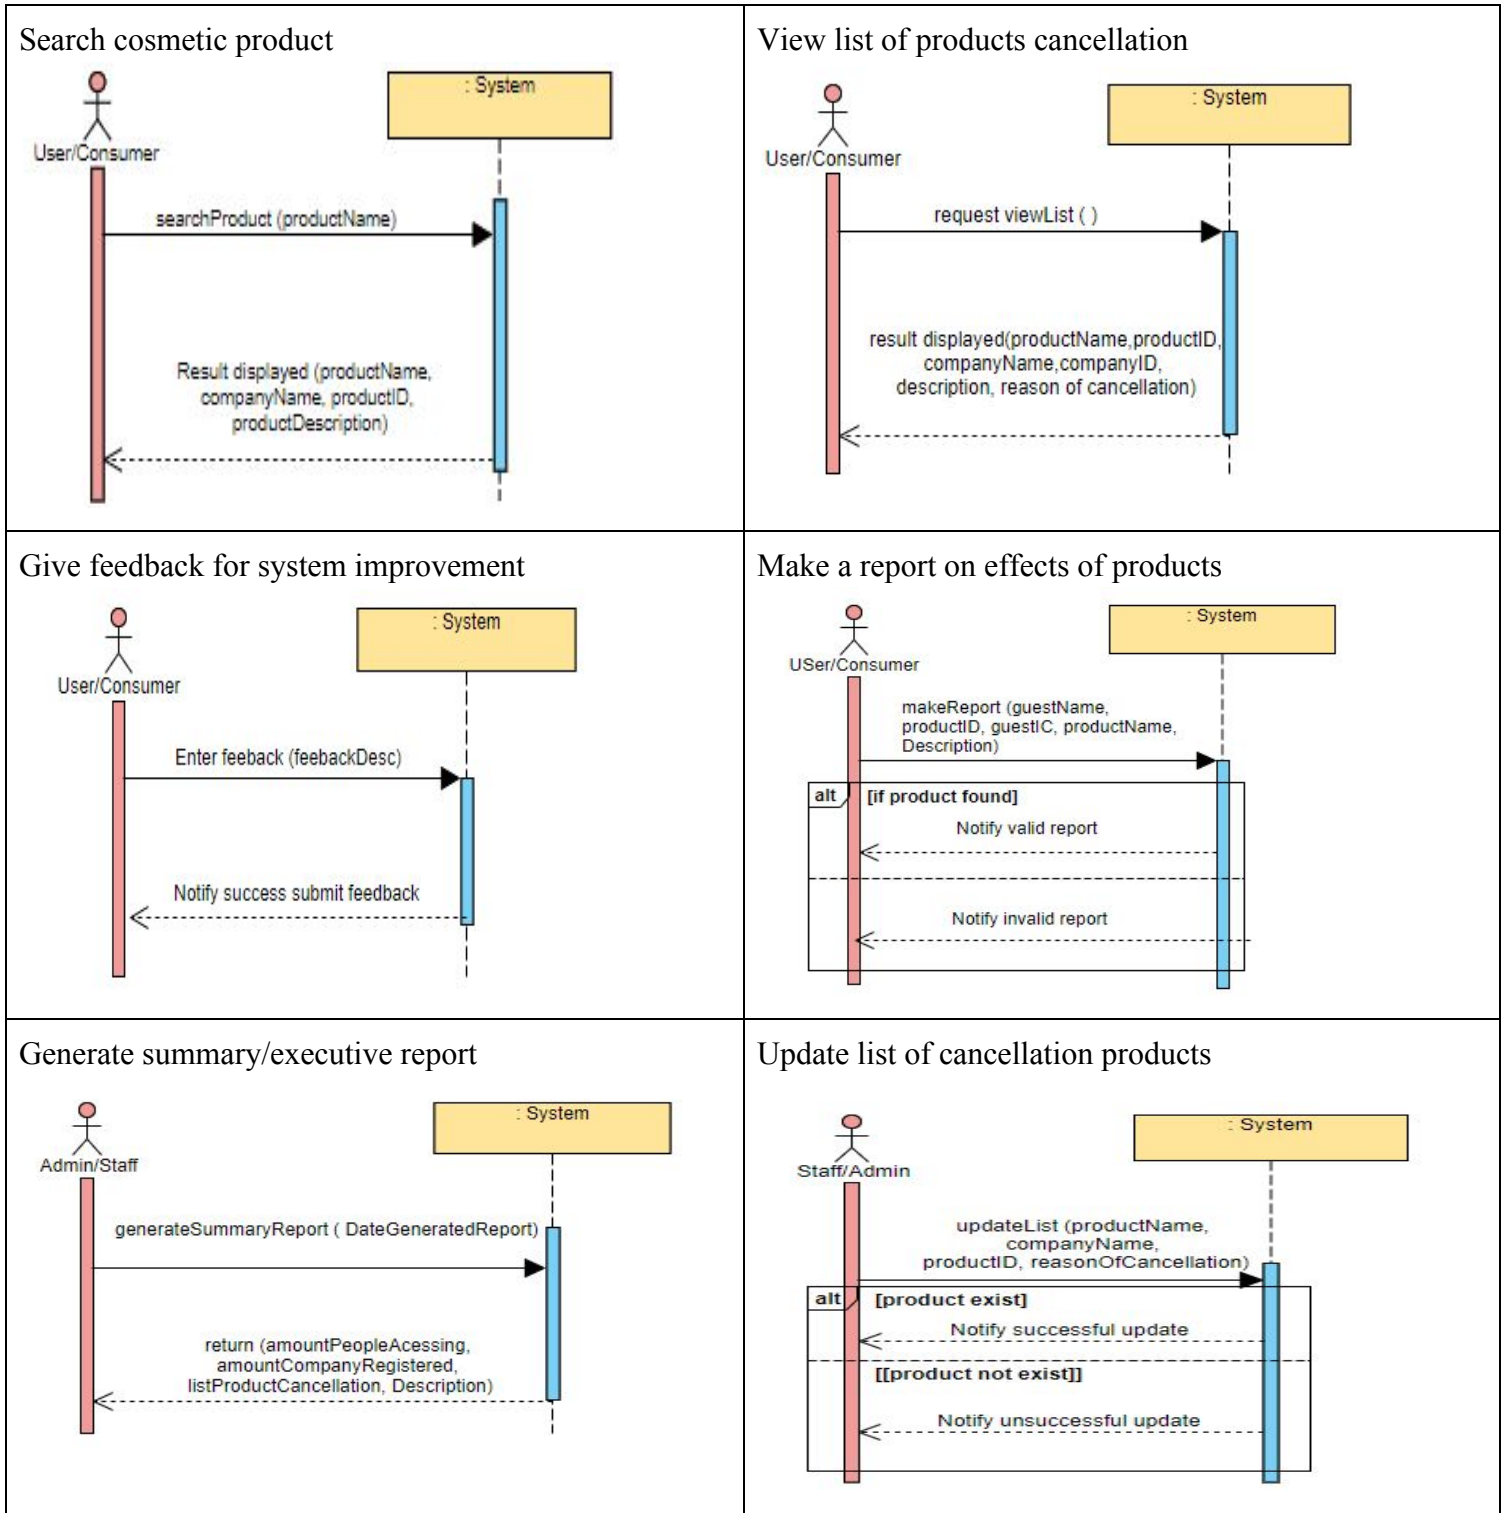 Search cosmetic product
: System
User/Consumer
searchProduct (productName)
Result displayed (productName,
companyName, productID,
productDescription)
View list of products cancellation
: System
User/Consumer
request viewList ( )
result displayed(productName,productID,
companyName,companyID,
description, reason of cancellation)
Give feedback for system improvement
: System
User/Consumer
Enter feeback (feebackDesc)
Notify success submit feedback
Make a report on effects of products
: System
USer/Consumer
makeReport (guestName,
productID, guestIC, productName,
Description)
alt [if product found]
Notify valid report
Notify invalid report
Generate summary/executive report
: System
Admin/Staff
generateSummaryReport ( DateGeneratedReport)
return (amountPeopleAcessing,
amountCompanyRegistered,
listProductCancellation, Description)
Update list of cancellation products
: System
Staff/Admin
updateList (productName,
companyName,
productID, reasonOfCancellation)
alt [product exist]
Notify successful update
[[product not exist]]
Notify unsuccessful update